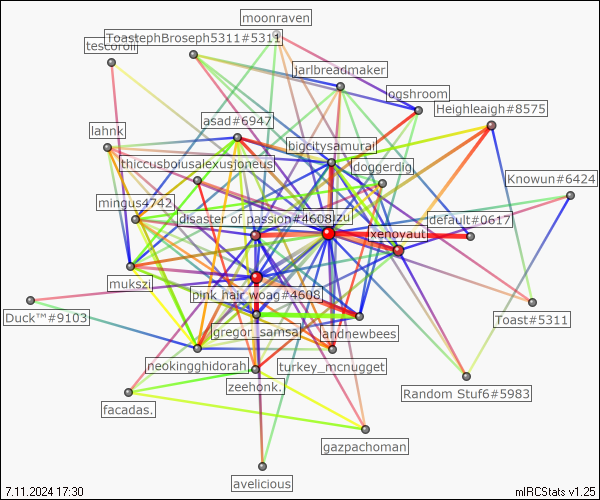 moonraven
ToastephBroseph5311#5311
tescoroll
jarlbreadmaker
ogshroom
Heighleaigh#8575
asad#6947
lahnk
bigcitysamurai
thiccusboiusalexusjoneus
doggerdig
Knowun#6424
mingus4742
disaster of passion#4608
default#0617
xenoyaut
mukszi
pink hair woag#4608
Duck™#9103
gregor_samsa
andnewbees
Toast#5311
neokingghidorah
turkey_mcnugget
zeehonk.
Random Stuf6#5983
facadas.
gazpachoman
avelicious
7.11.2024 17:30
mIRCStats v1.25